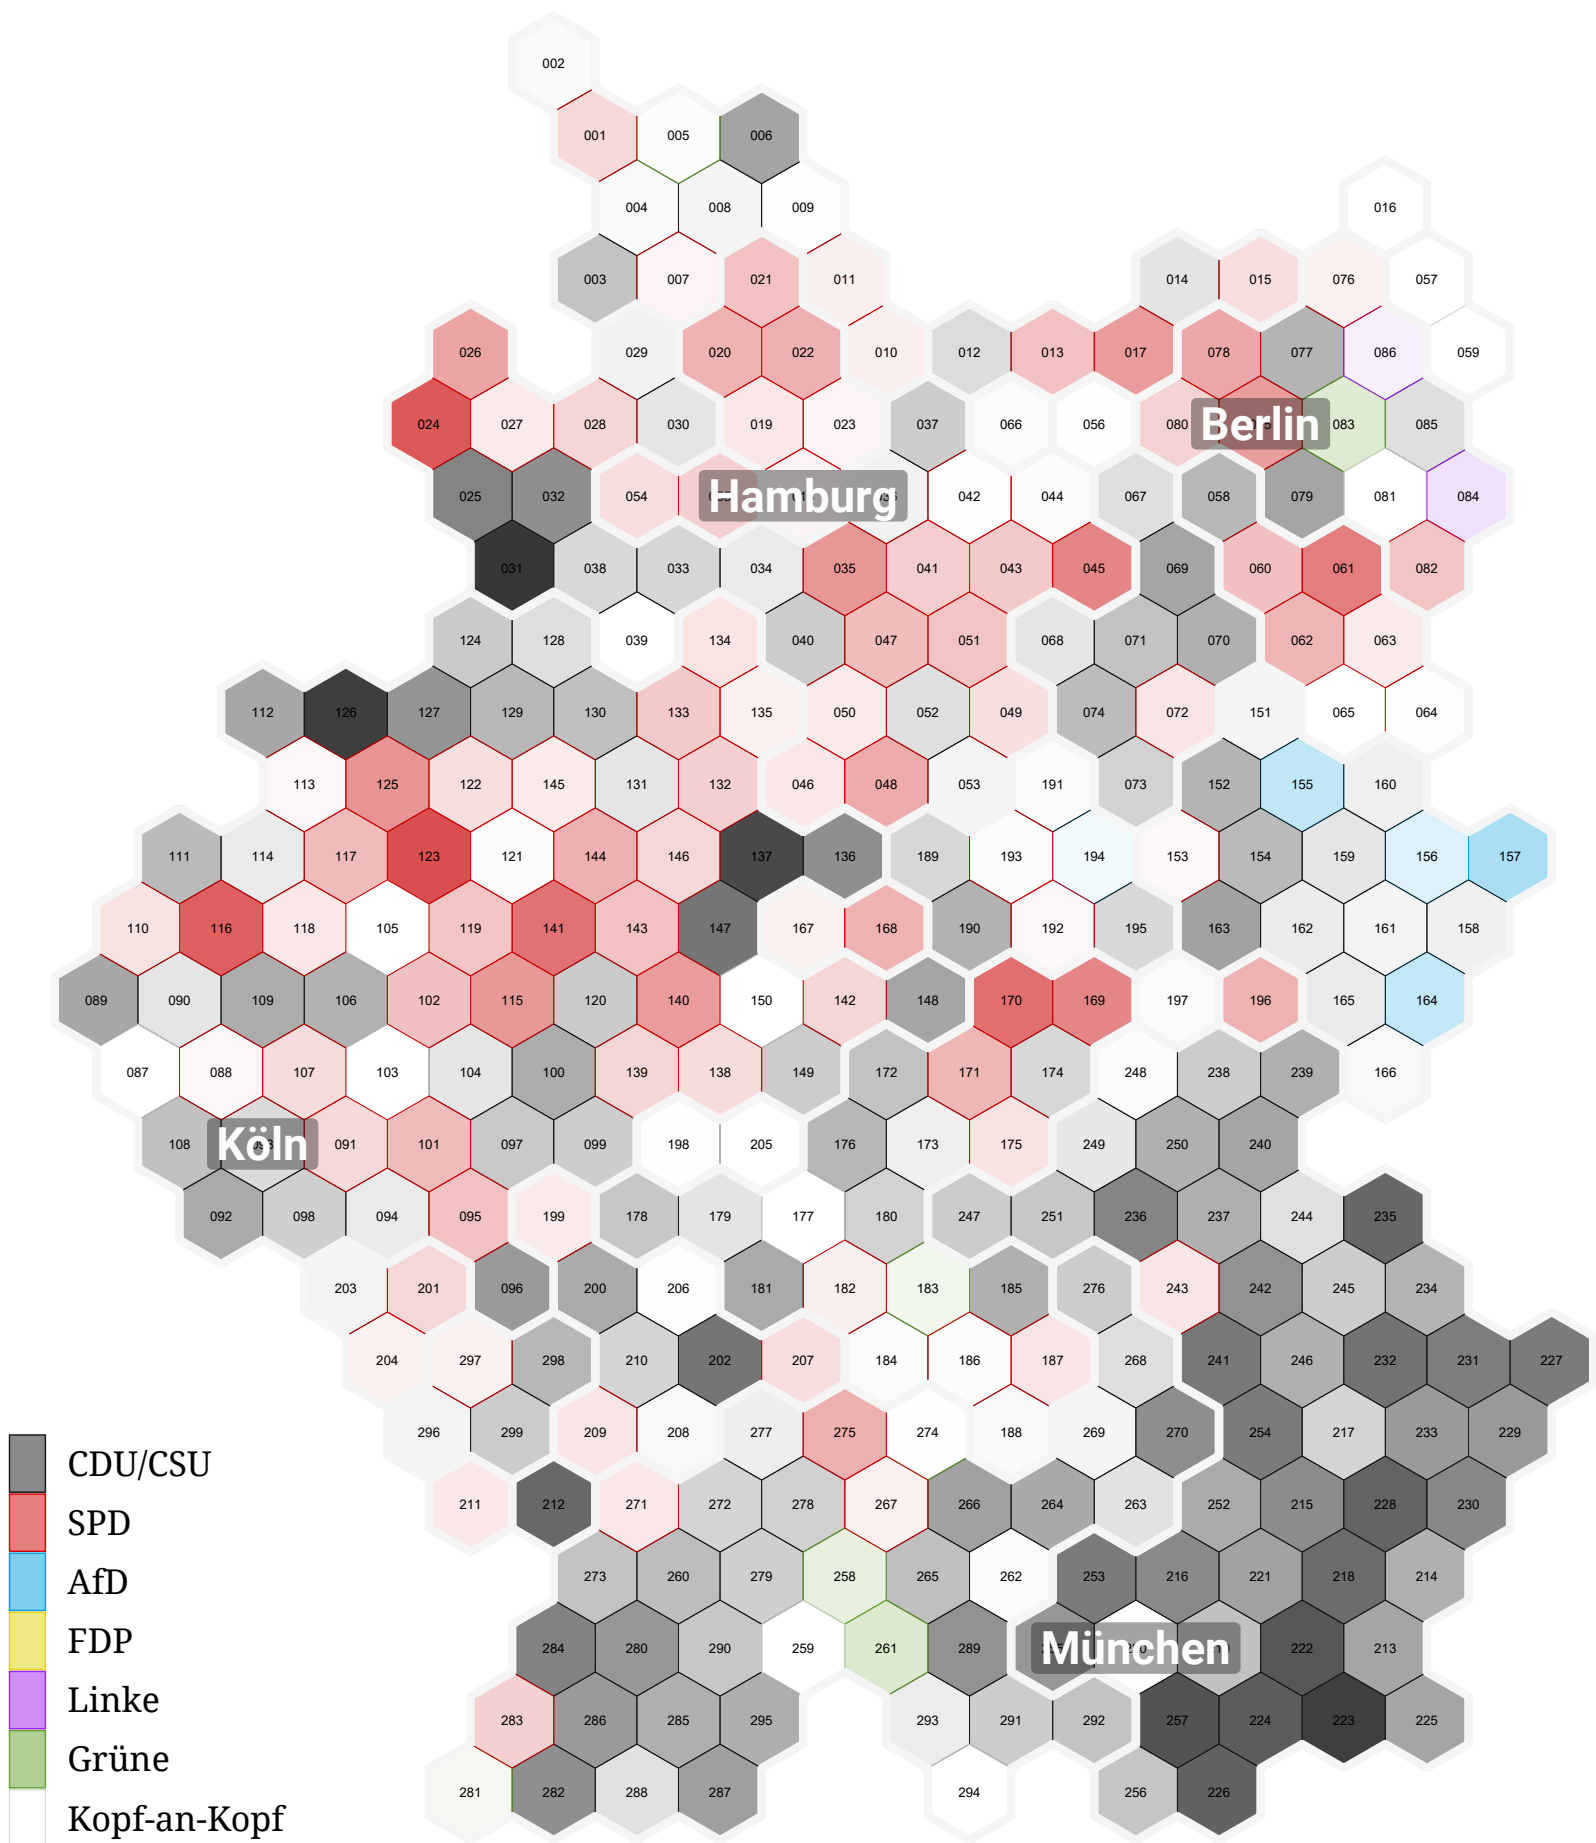 002
001 005 006
004 008 009 016
003 007 021 011 014 015 076 057
026 029 020 022 010 012 013 017 078 077 086 059
024 027 028 030 019 023 037 066 056 080 Berlin 083 085
025 032 054 Hamburg 042 044 067 058 079 081 084
031 038 033 034 035 041 043 045 069 060 061 082
124 128 039 134 040 047 051 068 071 070 062 063
112 126 127 129 130 133 135 050 052 049 074 072 151 065 064
113 125 122 145 131 132 046 048 053 191 073 152 155 160
111 114 117 123 121 144 146 137 136 189 193 194 153 154 159 156 157
110 116 118 105 119 141 143 147 167 168 190 192 195 163 162 161 158
089 090 109 106 102 115 120 140 150 142 148 170 169 197 196 165 164
087 088 107 103 104 100 139 138 149 172 171 174 248 238 239 166
108 Köln 091 101 097 099 198 205 176 173 175 249 250 240
092 098 094 095 199 178 179 177 180 247 251 236 237 244 235
203 201 096 200 206 181 182 183 185 276 243 242 245 234
204 297 298 210 202 207 184 186 187 268 241 246 232 231 227
296 299 209 208 277 275 274 188 269 270 254 217 233 229
CDU/CSU
211 212 271 272 278 267 266 264 263 252 215 228 230
SPD
273 260 279 258 265 262 253 216 221 218 214
AfD
284 280 290 259 261 289 München 222 213
FDP
Linke
283 286 285 295 293 291 292 257 224 223 225
Grüne
281 282 288 287 294 256 226
Kopf-an-Kopf